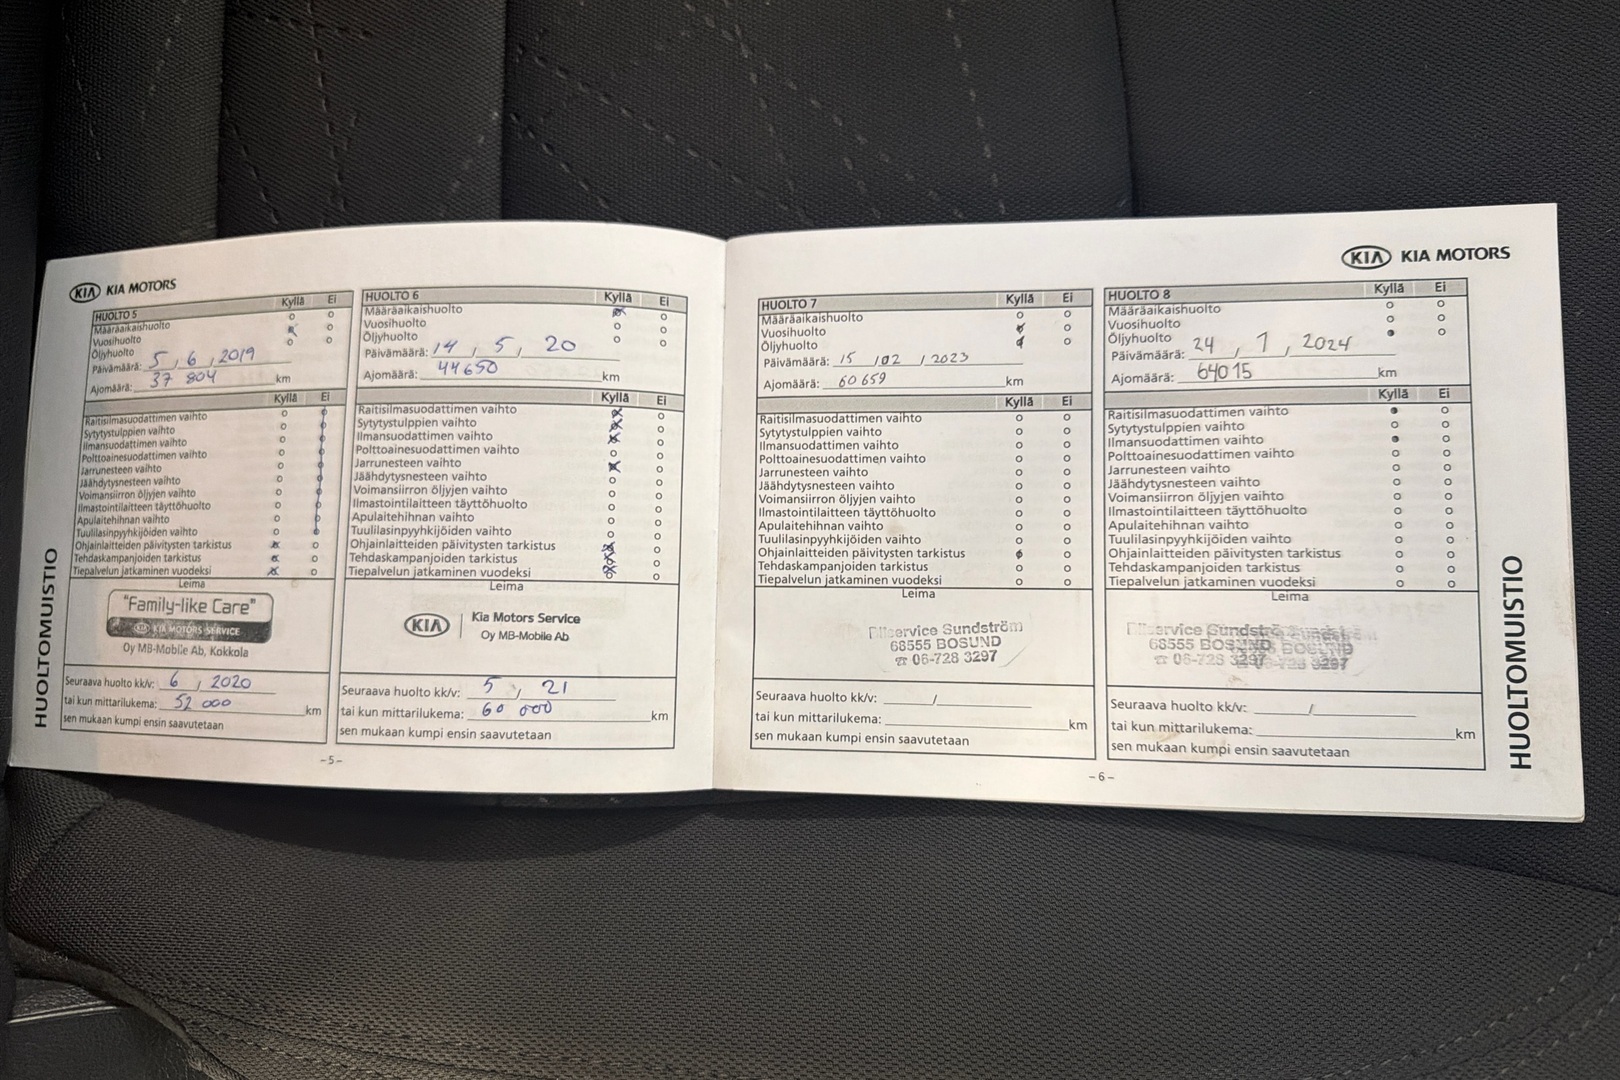 KIA KIA MOTORS
HUOLTO 5 Kyllä Ei
Määräaikaishuolto
Vuosihuolto
Öljyhuolto
Päivämäärä: 5, 6, 2019
Ajomäärä: 37 804 km
Kyllä Ei
Raitisilmasuodattimen vaihto
Sytytystulppien vaihto
Ilmansuodattimen vaihto
Polttoainesuodattimen vaihto
Jarrunesteen vaihto
Jäähdytysnesteen vaihto
Voimansiirron öljyjen vaihto
Ilmastointilaitteen täyttöhuolto
Apulaitehihnan vaihto
Tuulilasinpyyhkijöiden vaihto
Ohjainlaitteiden päivitysten tarkistus
Tehdaskampanjoiden tarkistus
Tiepalvelun jatkaminen vuodeksi
Leima
"Family-like Care"
KIA KIA MOTORS SERVICE
Oy MB-Mobile Ab, Kokkola
Seuraava huolto kk/v: 6, 2020
tai kun mittarilukema: 52 000 km
sen mukaan kumpi ensin saavutetaan
HUOLTO 6 Kyllä Ei
Määräaikaishuolto
Vuosihuolto
Öljyhuolto
Päivämäärä: 14, 5, 20
Ajomäärä: 44650 km
Kyllä Ei
Raitisilmasuodattimen vaihto
Sytytystulppien vaihto
Ilmansuodattimen vaihto
Polttoainesuodattimen vaihto
Jarrunesteen vaihto
Jäähdytysnesteen vaihto
Voimansiirron öljyjen vaihto
Ilmastointilaitteen täyttöhuolto
Apulaitehihnan vaihto
Tuulilasinpyyhkijöiden vaihto
Ohjainlaitteiden päivitysten tarkistus
Tehdaskampanjoiden tarkistus
Tiepalvelun jatkaminen vuodeksi
Leima
KIA Kia Motors Service
Oy MB-Mobile Ab
Seuraava huolto kk/v: 5, 21
tai kun mittarilukema: 60 000 km
sen mukaan kumpi ensin saavutetaan
HUOLTOMUISTIO
-5-
KIA KIA MOTORS
HUOLTO 7 Kyllä Ei
Määräaikaishuolto
Vuosihuolto
Öljyhuolto
Päivämäärä: 15 /02 / 2023
Ajomäärä: 60 659 km
Kyllä Ei
Raitisilmasuodattimen vaihto
Sytytystulppien vaihto
Ilmansuodattimen vaihto
Polttoainesuodattimen vaihto
Jarrunesteen vaihto
Jäähdytysnesteen vaihto
Voimansiirron öljyjen vaihto
Ilmastointilaitteen täyttöhuolto
Apulaitehihnan vaihto
Tuulilasinpyyhkijöiden vaihto
Ohjainlaitteiden päivitysten tarkistus
Tehdaskampanjoiden tarkistus
Tiepalvelun jatkaminen vuodeksi
Leima
Sundström
68555 BOSUND
☎ 06-728 3297
Seuraava huolto kk/v: /
tai kun mittarilukema: km
sen mukaan kumpi ensin saavutetaan
HUOLTO 8 Kyllä Ei
Määräaikaishuolto
Vuosihuolto
Öljyhuolto
Päivämäärä: 24, 1, 2024
Ajomäärä: 64015 km
Kyllä Ei
Raitisilmasuodattimen vaihto
Sytytystulppien vaihto
Ilmansuodattimen vaihto
Polttoainesuodattimen vaihto
Jarrunesteen vaihto
Jäähdytysnesteen vaihto
Voimansiirron öljyjen vaihto
Ilmastointilaitteen täyttöhuolto
Apulaitehihnan vaihto
Tuulilasinpyyhkijöiden vaihto
Ohjainlaitteiden päivitysten tarkistus
Tehdaskampanjoiden tarkistus
Tiepalvelun jatkaminen vuodeksi
Leima
68555 BOSUND
☎ 06-728 3297
Seuraava huolto kk/v: /
tai kun mittarilukema: km
sen mukaan kumpi ensin saavutetaan
HUOLTOMUISTIO
-6-